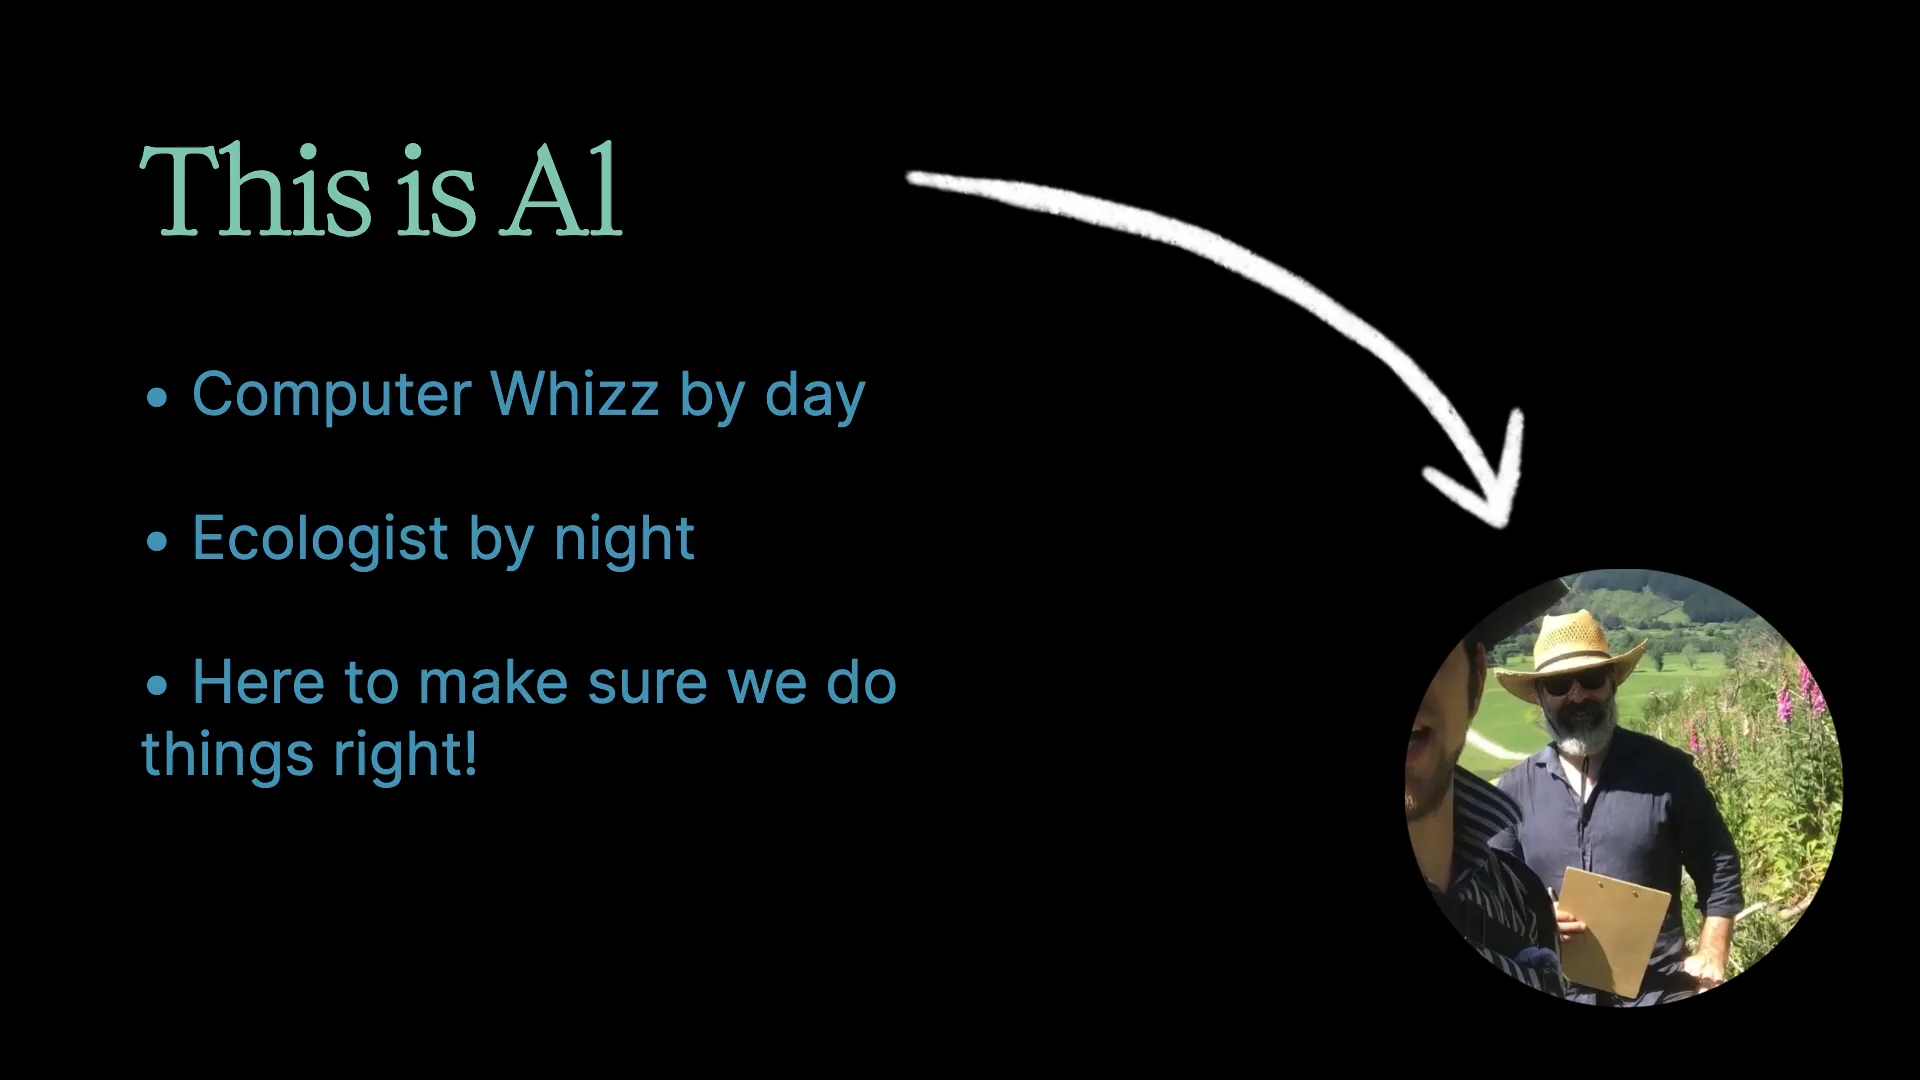 This is Al
• Computer Whizz by day
• Ecologist by night
• Here to make sure we do
things right!